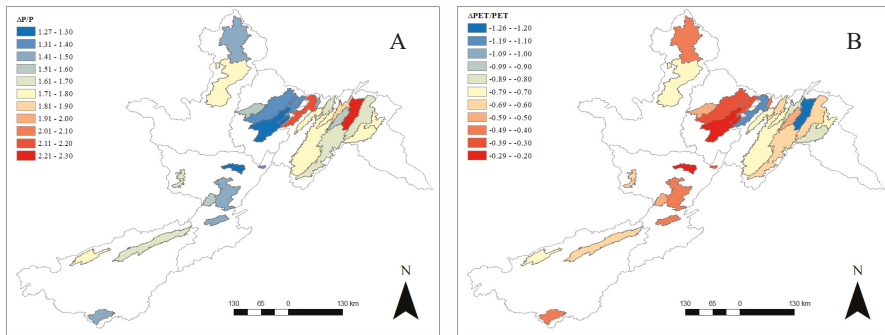 ΔP/P
1.27 - 1.30
1.31 - 1.40
1.41 - 1.50
1.51 - 1.60
1.61 - 1.70
1.71 - 1.80
1.81 - 1.90
1.91 - 2.00
2.01 - 2.10
2.11 - 2.20
2.21 - 2.30
A
N
130 65 0 130 km
ΔPET/PET
-1.26 - -1.20
-1.19 - -1.10
-1.09 - -1.00
-0.99 - -0.90
-0.89 - -0.80
-0.79 - -0.70
-0.69 - -0.60
-0.59 - -0.50
-0.49 - -0.40
-0.39 - -0.30
-0.29 - -0.20
B
N
130 65 0 130 km